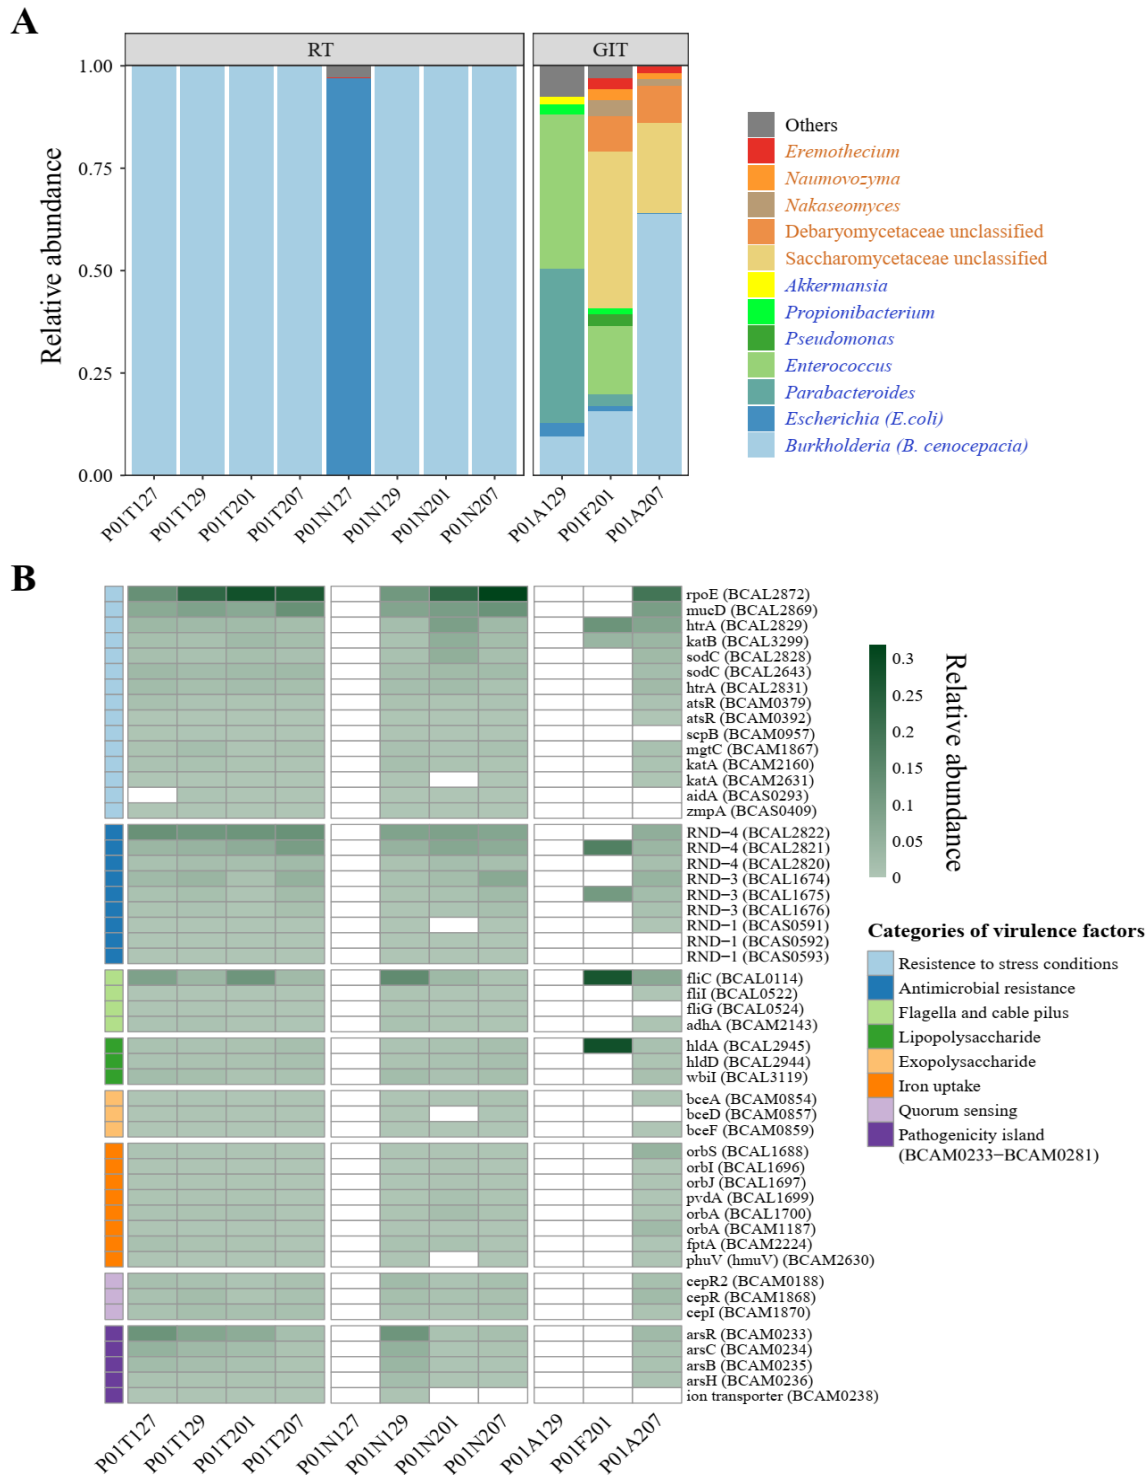 A
RT
GIT
1.00
0.75
0.50
0.25
0.00
Relative abundance
P01T127
P01T129
P01T201
P01T207
P01N127
P01N129
P01N201
P01N207
P01A129
P01F201
P01A207
Others
Eremothecium
Naumovozyma
Nakaseomyces
Debaryomycetaceae unclassified
Saccharomycetaceae unclassified
Akkermansia
Propionibacterium
Pseudomonas
Enterococcus
Parabacteroides
Escherichia (E.coli)
Burkholderia (B. cenocepacia)
B
rpoE (BCAL2872)
mucD (BCAL2869)
htrA (BCAL2829)
katB (BCAL3299)
sodC (BCAL2828)
sodC (BCAL2643)
htrA (BCAL2831)
atsR (BCAM0379)
atsR (BCAM0392)
scpB (BCAM0957)
mgtC (BCAM1867)
katA (BCAM2160)
katA (BCAM2631)
aidA (BCAS0293)
zmpA (BCAS0409)
RND−4 (BCAL2822)
RND−4 (BCAL2821)
RND−4 (BCAL2820)
RND−3 (BCAL1674)
RND−3 (BCAL1675)
RND−3 (BCAL1676)
RND−1 (BCAS0591)
RND−1 (BCAS0592)
RND−1 (BCAS0593)
fliC (BCAL0114)
fliI (BCAL0522)
fliG (BCAL0524)
adhA (BCAM2143)
hldA (BCAL2945)
hldD (BCAL2944)
wbiI (BCAL3119)
bceA (BCAM0854)
bceD (BCAM0857)
bceF (BCAM0859)
orbS (BCAL1688)
orbI (BCAL1696)
orbJ (BCAL1697)
pvdA (BCAL1699)
orbA (BCAL1700)
orbA (BCAM1187)
fptA (BCAM2224)
phuV (hmuV) (BCAM2630)
cepR2 (BCAM0188)
cepR (BCAM1868)
cepI (BCAM1870)
arsR (BCAM0233)
arsC (BCAM0234)
arsB (BCAM0235)
arsH (BCAM0236)
ion transporter (BCAM0238)
P01T127
P01T129
P01T201
P01T207
P01N127
P01N129
P01N201
P01N207
P01A129
P01F201
P01A207
0.3
0.25
0.2
0.15
0.1
0.05
0
Relative abundance
Categories of virulence factors
Resistence to stress conditions
Antimicrobial resistance
Flagella and cable pilus
Lipopolysaccharide
Exopolysaccharide
Iron uptake
Quorum sensing
Pathogenicity island
(BCAM0233−BCAM0281)